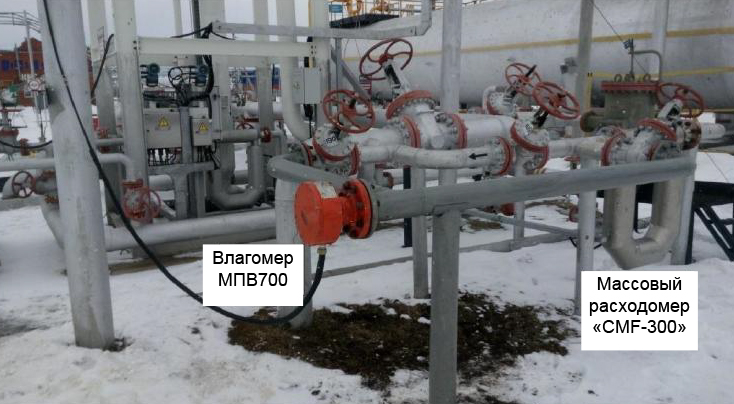 Влагомер
МПВ700
Массовый
расходомер
«CMF-300»